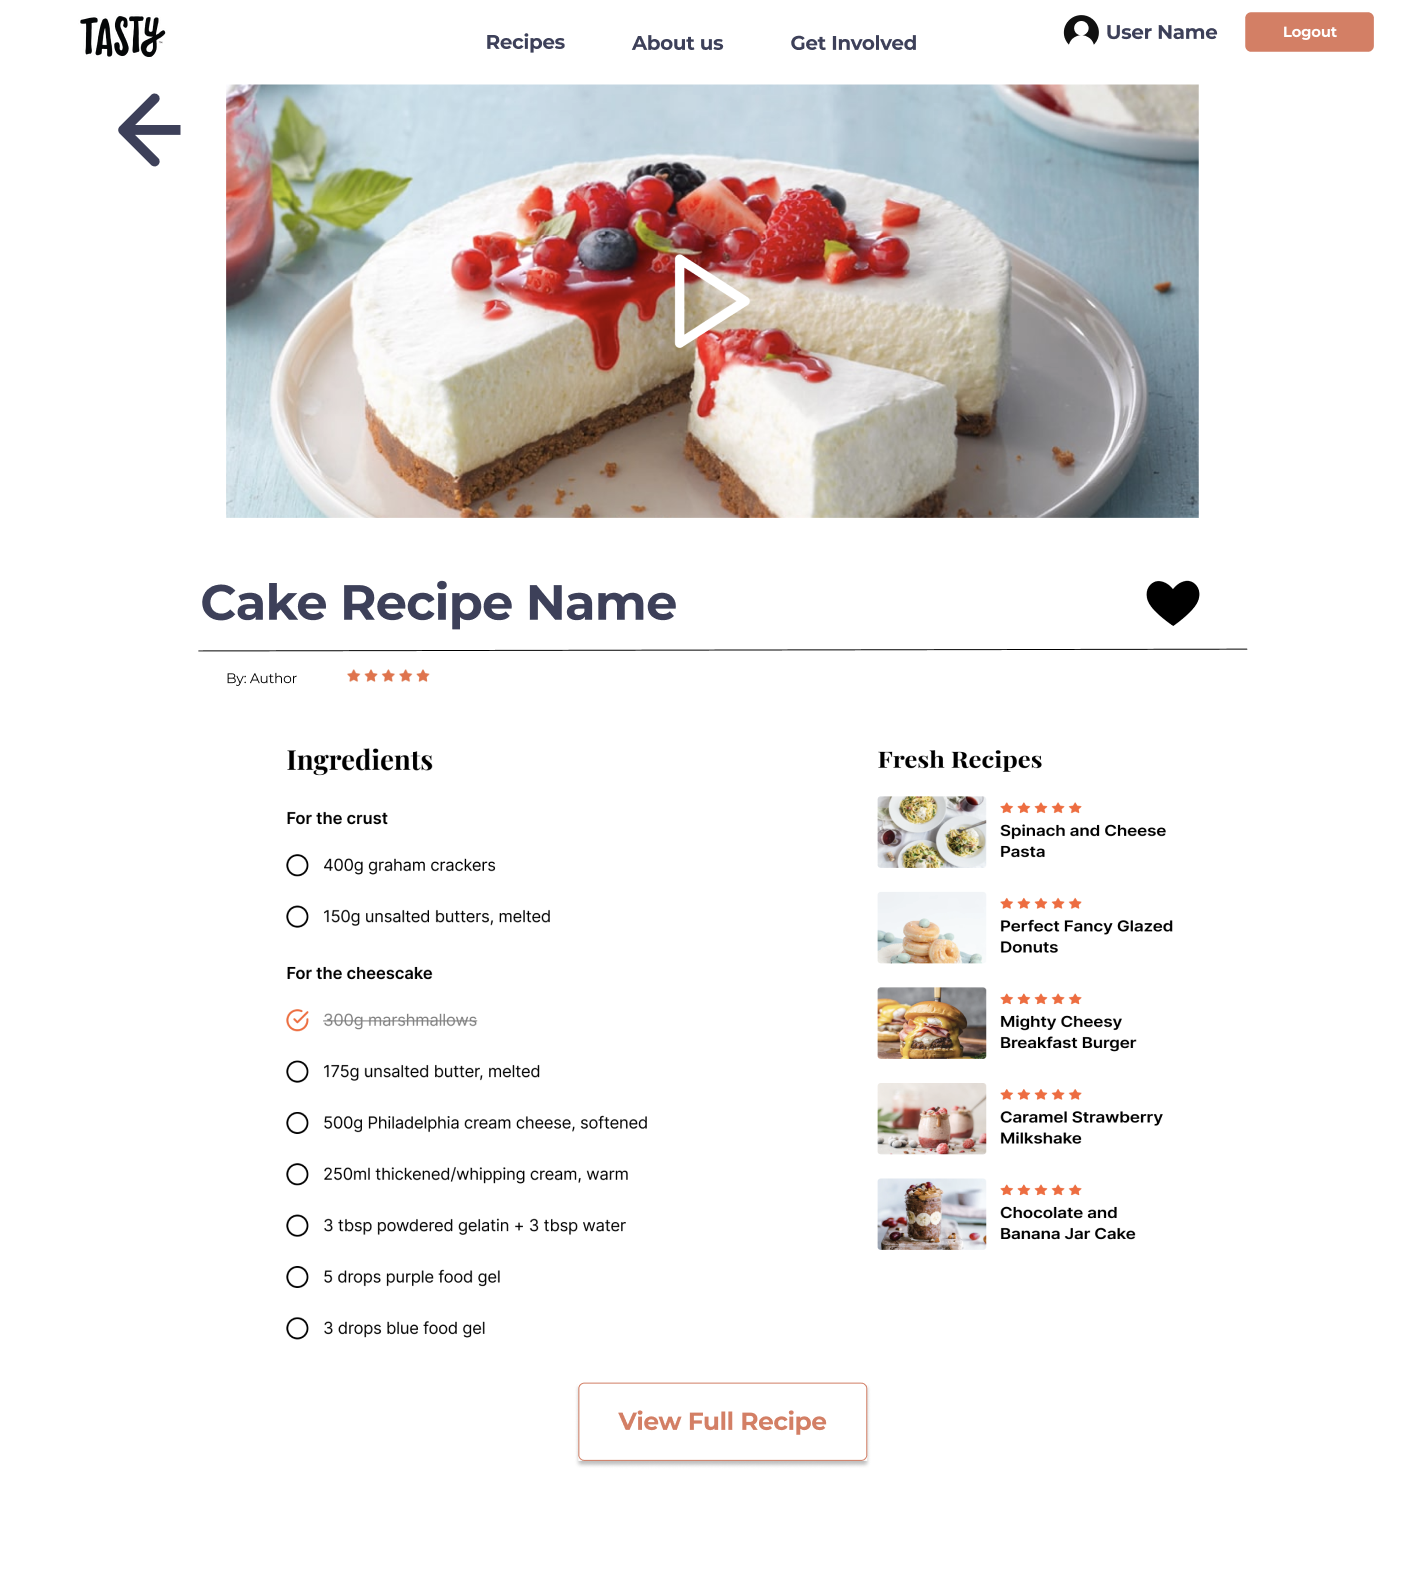 TASTY
Recipes
About us
Get Involved
User Name
Logout
Cake Recipe Name
By: Author
Ingredients
For the crust
400g graham crackers
150g unsalted butters, melted
For the cheescake
300g marshmallows
175g unsalted butter, melted
500g Philadelphia cream cheese, softened
250ml thickened/whipping cream, warm
3 tbsp powdered gelatin + 3 tbsp water
5 drops purple food gel
3 drops blue food gel
Fresh Recipes
Spinach and Cheese
Pasta
Perfect Fancy Glazed
Donuts
Mighty Cheesy
Breakfast Burger
Caramel Strawberry
Milkshake
Chocolate and
Banana Jar Cake
View Full Recipe